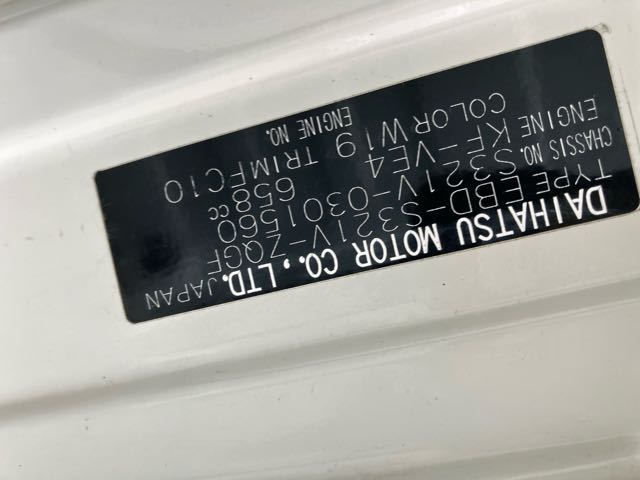 DAIHATSU MOTOR CO., LTD. JAPAN
TYPE EBD-S321V-ZQGF
CHASSIS NO. S321V-0301560
ENGINE KF-VE4 658cc
COLOR W19 TRIM FC10
ENGINE NO.